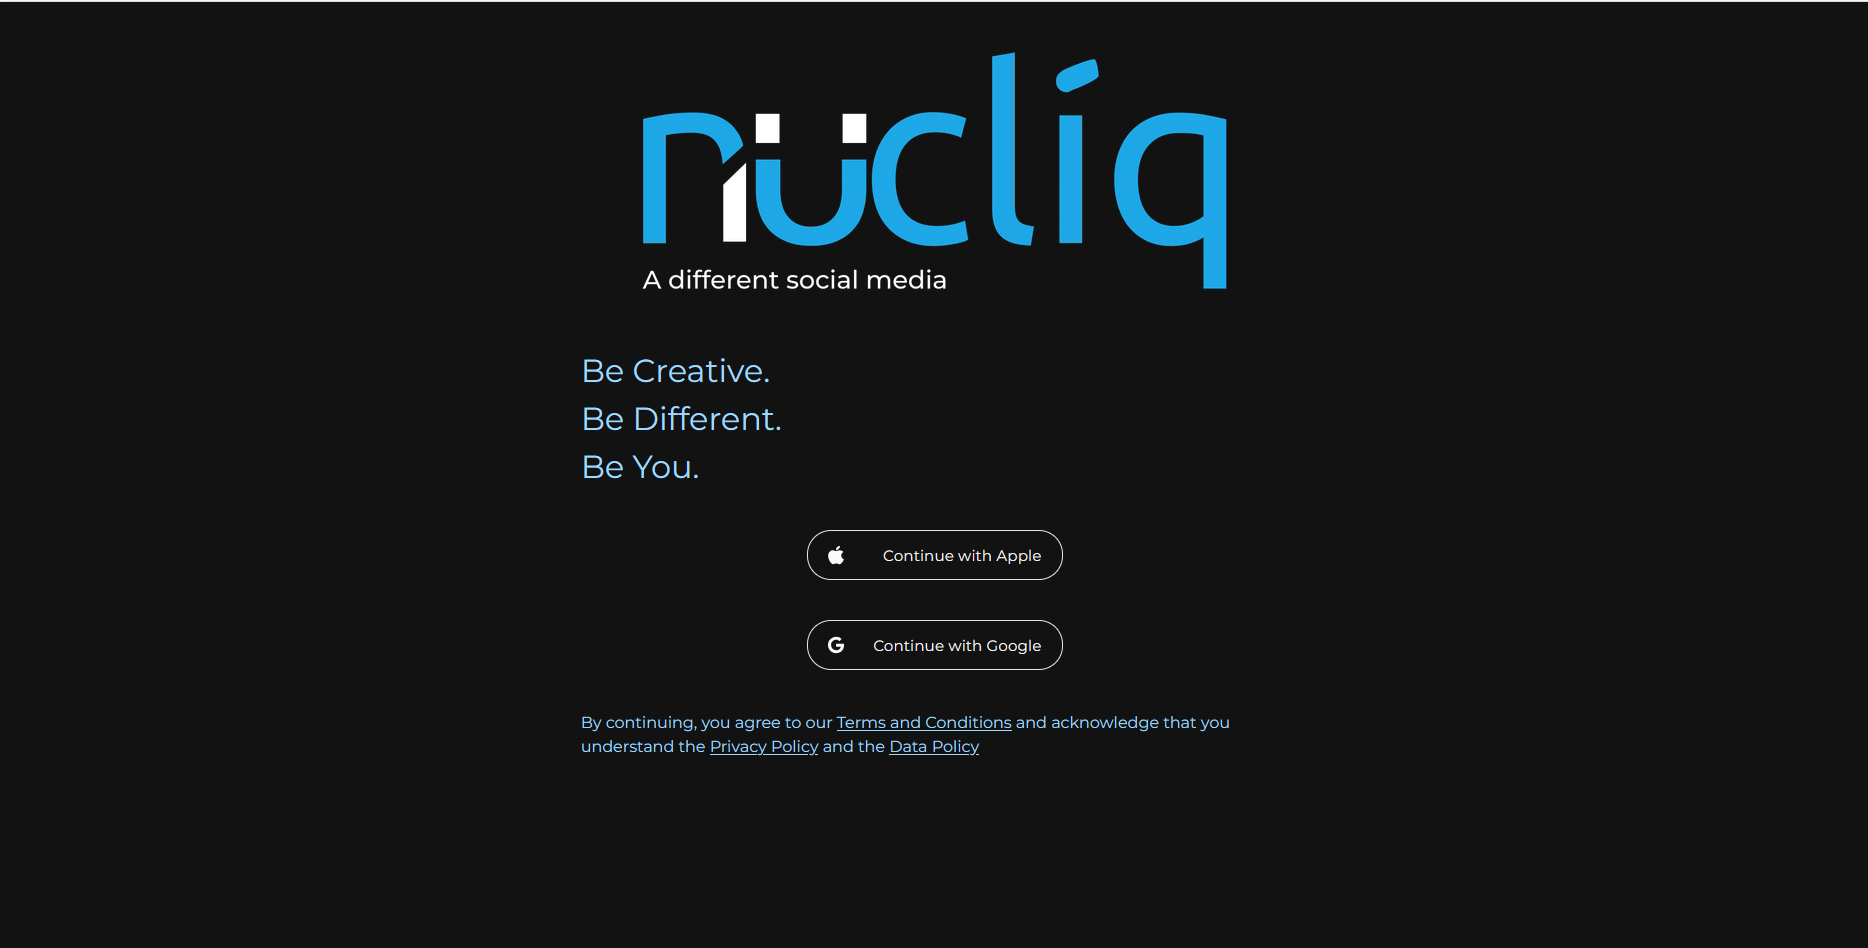 nücliq
A different social media
Be Creative.
Be Different.
Be You.
Continue with Apple
Continue with Google
By continuing, you agree to our Terms and Conditions and acknowledge that you
understand the Privacy Policy and the Data Policy